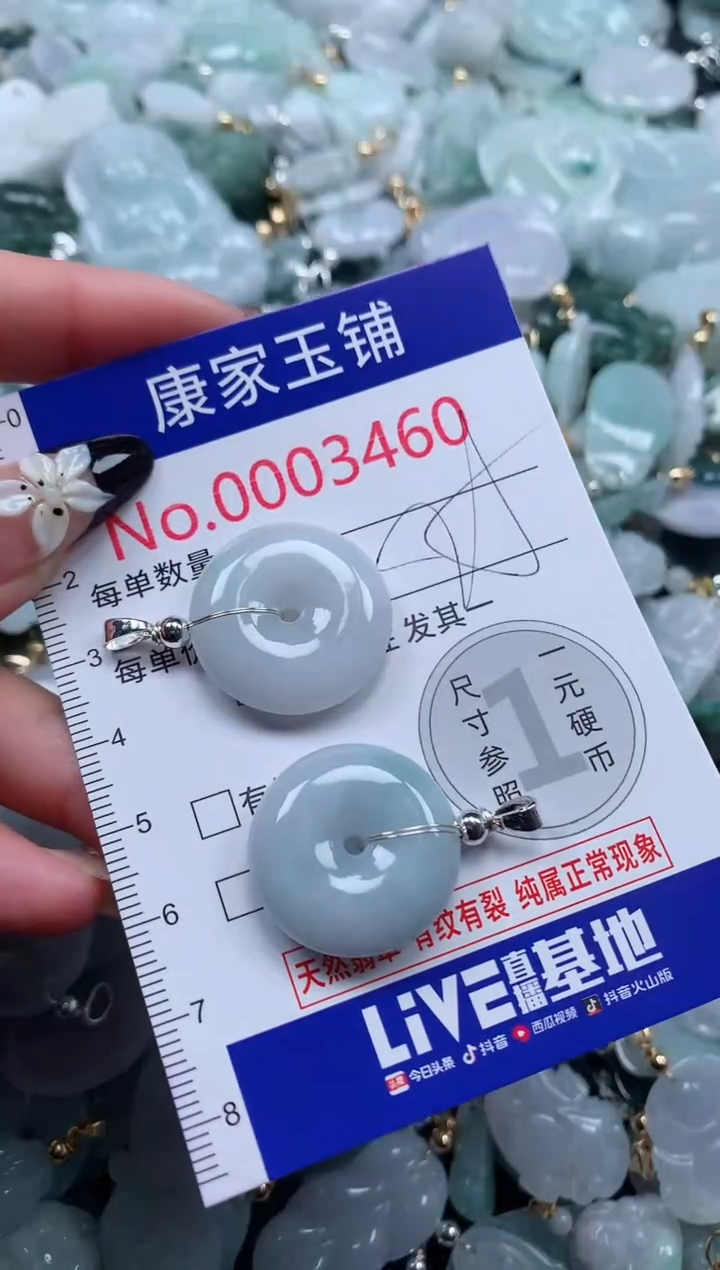 康家玉铺
No.0003460
0
每单数量
2
发其一
每单
3
一元硬币
尺寸参照
1
4
有
5
天然翡翠 有纹有裂 纯属正常现象
6
LiVE直播基地
7
今日头条 抖音 西瓜视频 抖音火山版
8